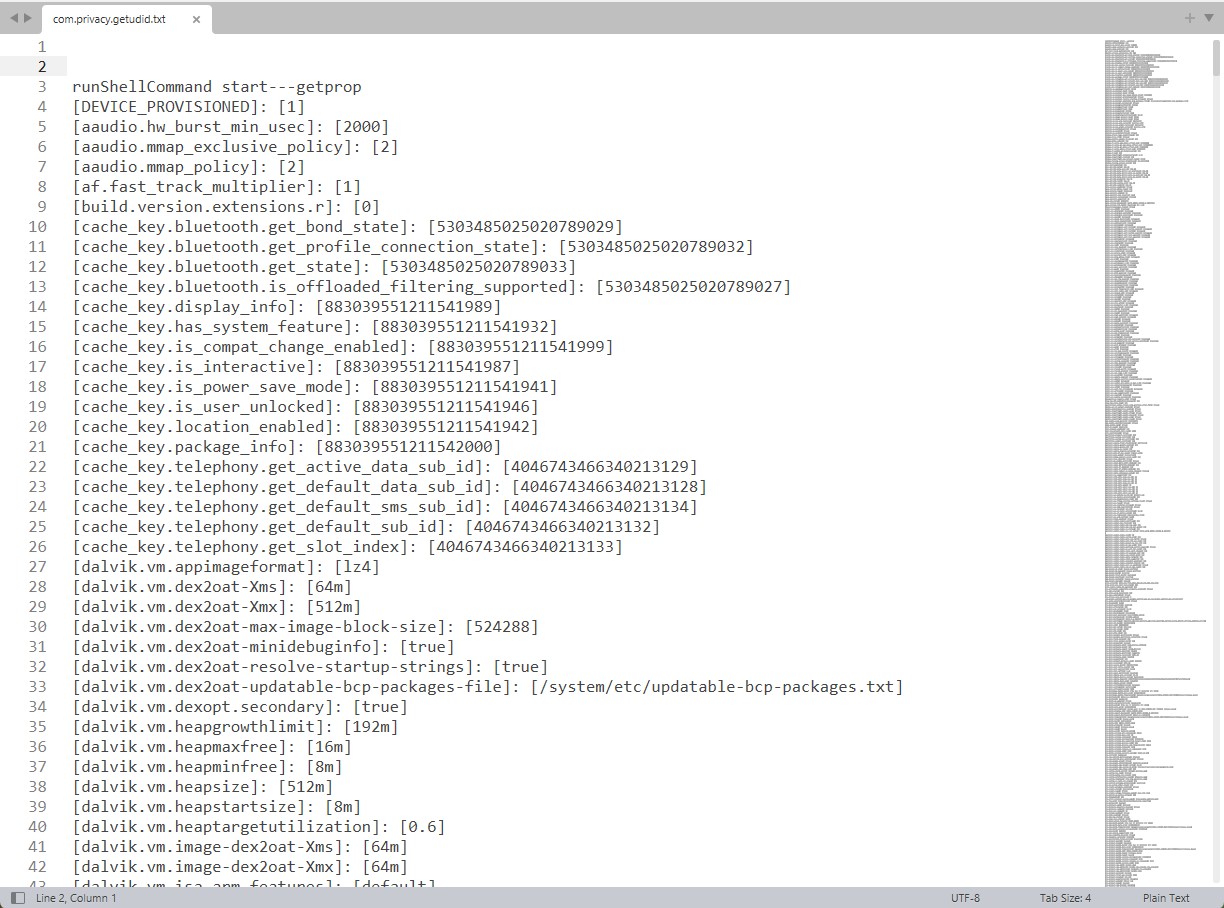 com.privacy.getudid.txt
1
2
3 runShellCommand start---getprop
4 [DEVICE_PROVISIONED]: [1]
5 [aaudio.hw_burst_min_usec]: [2000]
6 [aaudio.mmap_exclusive_policy]: [2]
7 [aaudio.mmap_policy]: [2]
8 [af.fast_track_multiplier]: [1]
9 [build.version.extensions.r]: [0]
10 [cache_key.bluetooth.get_bond_state]: [5303485025020789029]
11 [cache_key.bluetooth.get_profile_connection_state]: [5303485025020789032]
12 [cache_key.bluetooth.get_state]: [5303485025020789033]
13 [cache_key.bluetooth.is_offloaded_filtering_supported]: [5303485025020789027]
14 [cache_key.display_info]: [883039551211541989]
15 [cache_key.has_system_feature]: [883039551211541932]
16 [cache_key.is_compat_change_enabled]: [883039551211541999]
17 [cache_key.is_interactive]: [883039551211541987]
18 [cache_key.is_power_save_mode]: [883039551211541941]
19 [cache_key.is_user_unlocked]: [883039551211541946]
20 [cache_key.location_enabled]: [883039551211541942]
21 [cache_key.package_info]: [883039551211542000]
22 [cache_key.telephony.get_active_data_sub_id]: [4046743466340213129]
23 [cache_key.telephony.get_default_data_sub_id]: [4046743466340213128]
24 [cache_key.telephony.get_default_sms_sub_id]: [4046743466340213134]
25 [cache_key.telephony.get_default_sub_id]: [4046743466340213132]
26 [cache_key.telephony.get_slot_index]: [4046743466340213133]
27 [dalvik.vm.appimageformat]: [lz4]
28 [dalvik.vm.dex2oat-Xms]: [64m]
29 [dalvik.vm.dex2oat-Xmx]: [512m]
30 [dalvik.vm.dex2oat-max-image-block-size]: [524288]
31 [dalvik.vm.dex2oat-minidebuginfo]: [true]
32 [dalvik.vm.dex2oat-resolve-startup-strings]: [true]
33 [dalvik.vm.dex2oat-updatable-bcp-packages-file]: [/system/etc/updatable-bcp-packages.txt]
34 [dalvik.vm.dexopt.secondary]: [true]
35 [dalvik.vm.heapgrowthlimit]: [192m]
36 [dalvik.vm.heapmaxfree]: [16m]
37 [dalvik.vm.heapminfree]: [8m]
38 [dalvik.vm.heapsize]: [512m]
39 [dalvik.vm.heapstartsize]: [8m]
40 [dalvik.vm.heaptargetutilization]: [0.6]
41 [dalvik.vm.image-dex2oat-Xms]: [64m]
42 [dalvik.vm.image-dex2oat-Xmx]: [64m]
43 [dalvik.vm.isa.arm.features]: [default]
Line 2, Column 1
UTF-8
Tab Size: 4
Plain Text